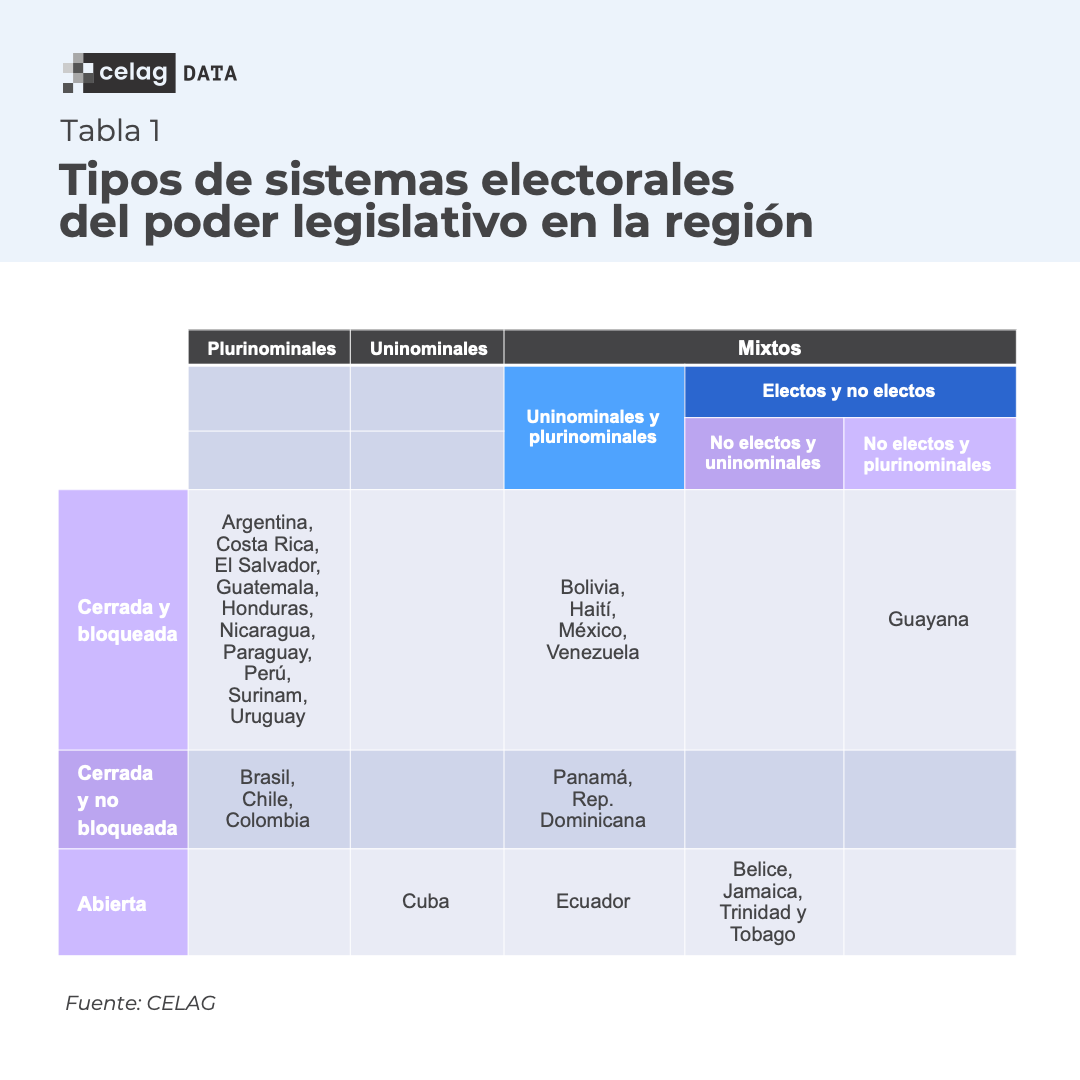 celag DATA
Tabla 1
Tipos de sistemas electorales
del poder legislativo en la región
Plurinominales
Uninominales
Mixtos
Uninominales y
plurinominales
Electos y no electos
No electos y
uninominales
No electos y
plurinominales
Cerrada y
bloqueada
Argentina,
Costa Rica,
El Salvador,
Guatemala,
Honduras,
Nicaragua,
Paraguay,
Perú,
Surinam,
Uruguay
Bolivia,
Haití,
México,
Venezuela
Guayana
Cerrada
y no
bloqueada
Brasil,
Chile,
Colombia
Panamá,
Rep.
Dominicana
Abierta
Cuba
Ecuador
Belice,
Jamaica,
Trinidad y
Tobago
Fuente: CELAG